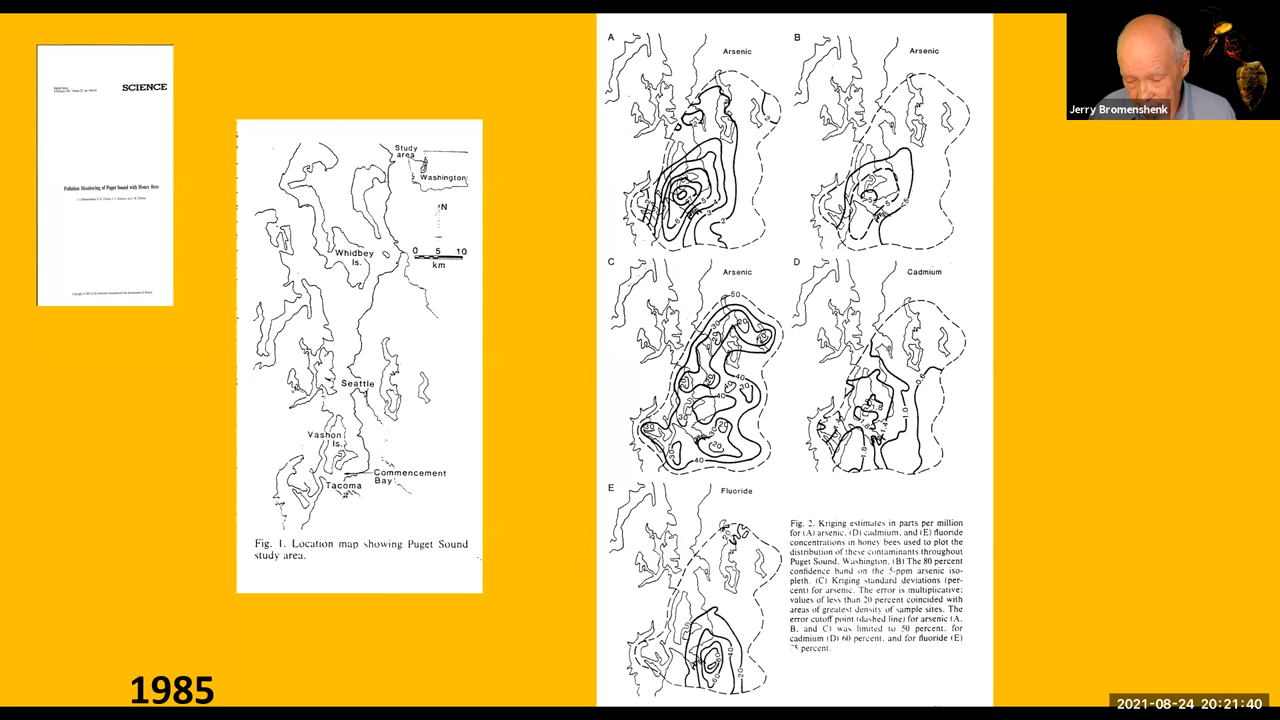 SCIENCE
Pollution Monitoring of Puget Sound with Honey Bees
Study
area
Washington
N
0 5 10
km
Whidbey
Is.
Seattle
Vashon
Is.
Commencement
Bay
Tacoma
Fig. 1. Location map showing Puget Sound
study area.
1985
A
Arsenic
B
Arsenic
C
Arsenic
D
Cadmium
E
Fluoride
Fig. 2. Kriging estimates in parts per million
for (A) arsenic, (D) cadmium, and (E) fluoride
concentrations in honey bees used to plot the
distribution of these contaminants throughout
Puget Sound, Washington. (B) The 80 percent
confidence band on the 5-ppm arsenic iso-
pleth. (C) Kriging standard deviations (per-
cent) for arsenic. The error is multiplicative;
values of less than 20 percent coincided with
areas of greatest density of sample sites. The
error cutoff point (dashed line) for arsenic (A,
B, and C) was limited to 50 percent, for
cadmium (D) 60 percent, and for fluoride (E)
75 percent.
Jerry Bromenshenk
2021-08-24 20:21:40